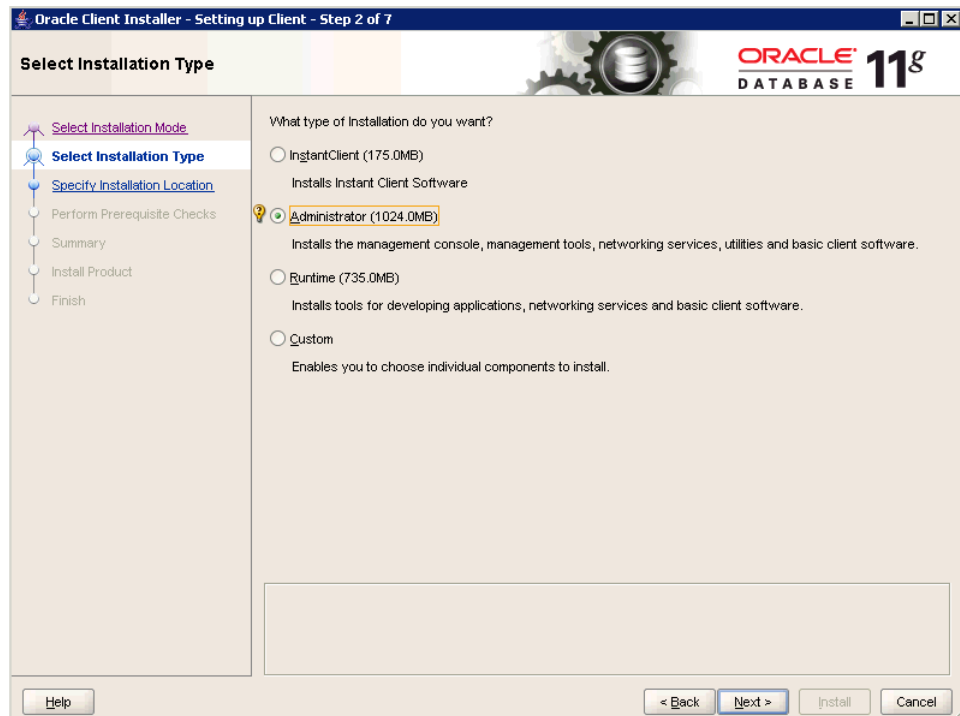 Oracle Client Installer - Setting up Client - Step 2 of 7
Select Installation Type
ORACLE
DATABASE
11g
Select Installation Mode
Select Installation Type
Specify Installation Location
Perform Prerequisite Checks
Summary
Install Product
Finish
What type of Installation do you want?
InstantClient (175.0MB)
Installs Instant Client Software
Administrator (1024.0MB)
Installs the management console, management tools, networking services, utilities and basic client software.
Runtime (735.0MB)
Installs tools for developing applications, networking services and basic client software.
Custom
Enables you to choose individual components to install.
Help
< Back
Next >
Install
Cancel